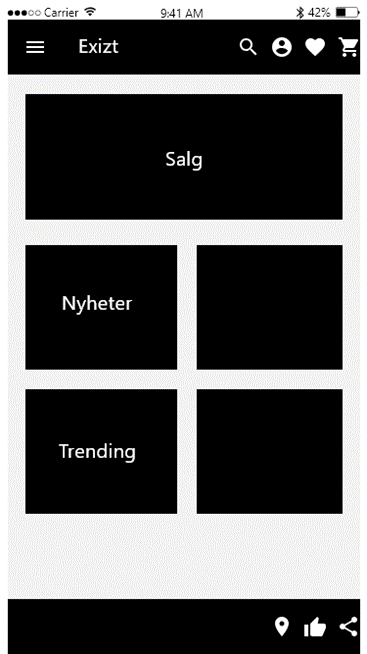 Carrier 9:41 AM 42%
Exizt
Salg
Nyheter
Trending